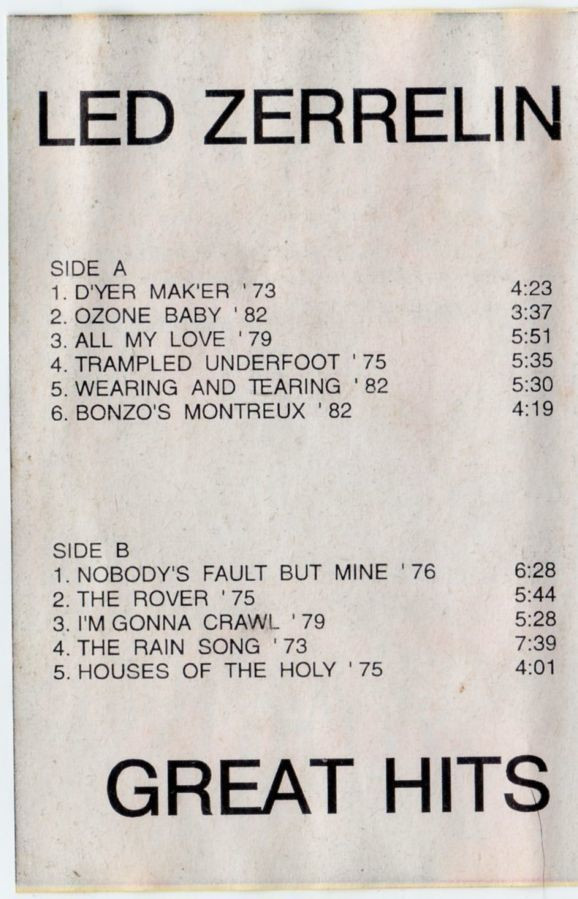 LED ZERRELIN
SIDE A
1. D'YER MAK'ER '73 4:23
2. OZONE BABY '82 3:37
3. ALL MY LOVE '79 5:51
4. TRAMPLED UNDERFOOT '75 5:35
5. WEARING AND TEARING '82 5:30
6. BONZO'S MONTREUX '82 4:19
SIDE B
1. NOBODY'S FAULT BUT MINE '76 6:28
2. THE ROVER '75 5:44
3. I'M GONNA CRAWL '79 5:28
4. THE RAIN SONG '73 7:39
5. HOUSES OF THE HOLY '75 4:01
GREAT HITS